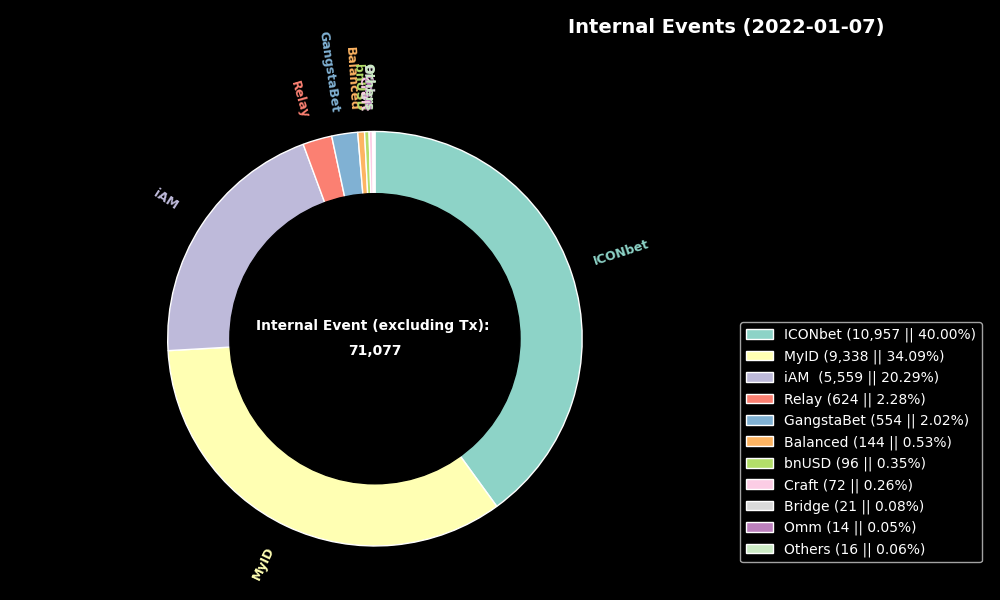 Internal Events (2022-01-07)
GangstaBet
Balanced
bnUSD
Others
Relay
iAM
ICONbet
Internal Event (excluding Tx):
71,077
MyID
ICONbet (10,957 || 40.00%)
MyID (9,338 || 34.09%)
iAM  (5,559 || 20.29%)
Relay (624 || 2.28%)
GangstaBet (554 || 2.02%)
Balanced (144 || 0.53%)
bnUSD (96 || 0.35%)
Craft (72 || 0.26%)
Bridge (21 || 0.08%)
Omm (14 || 0.05%)
Others (16 || 0.06%)